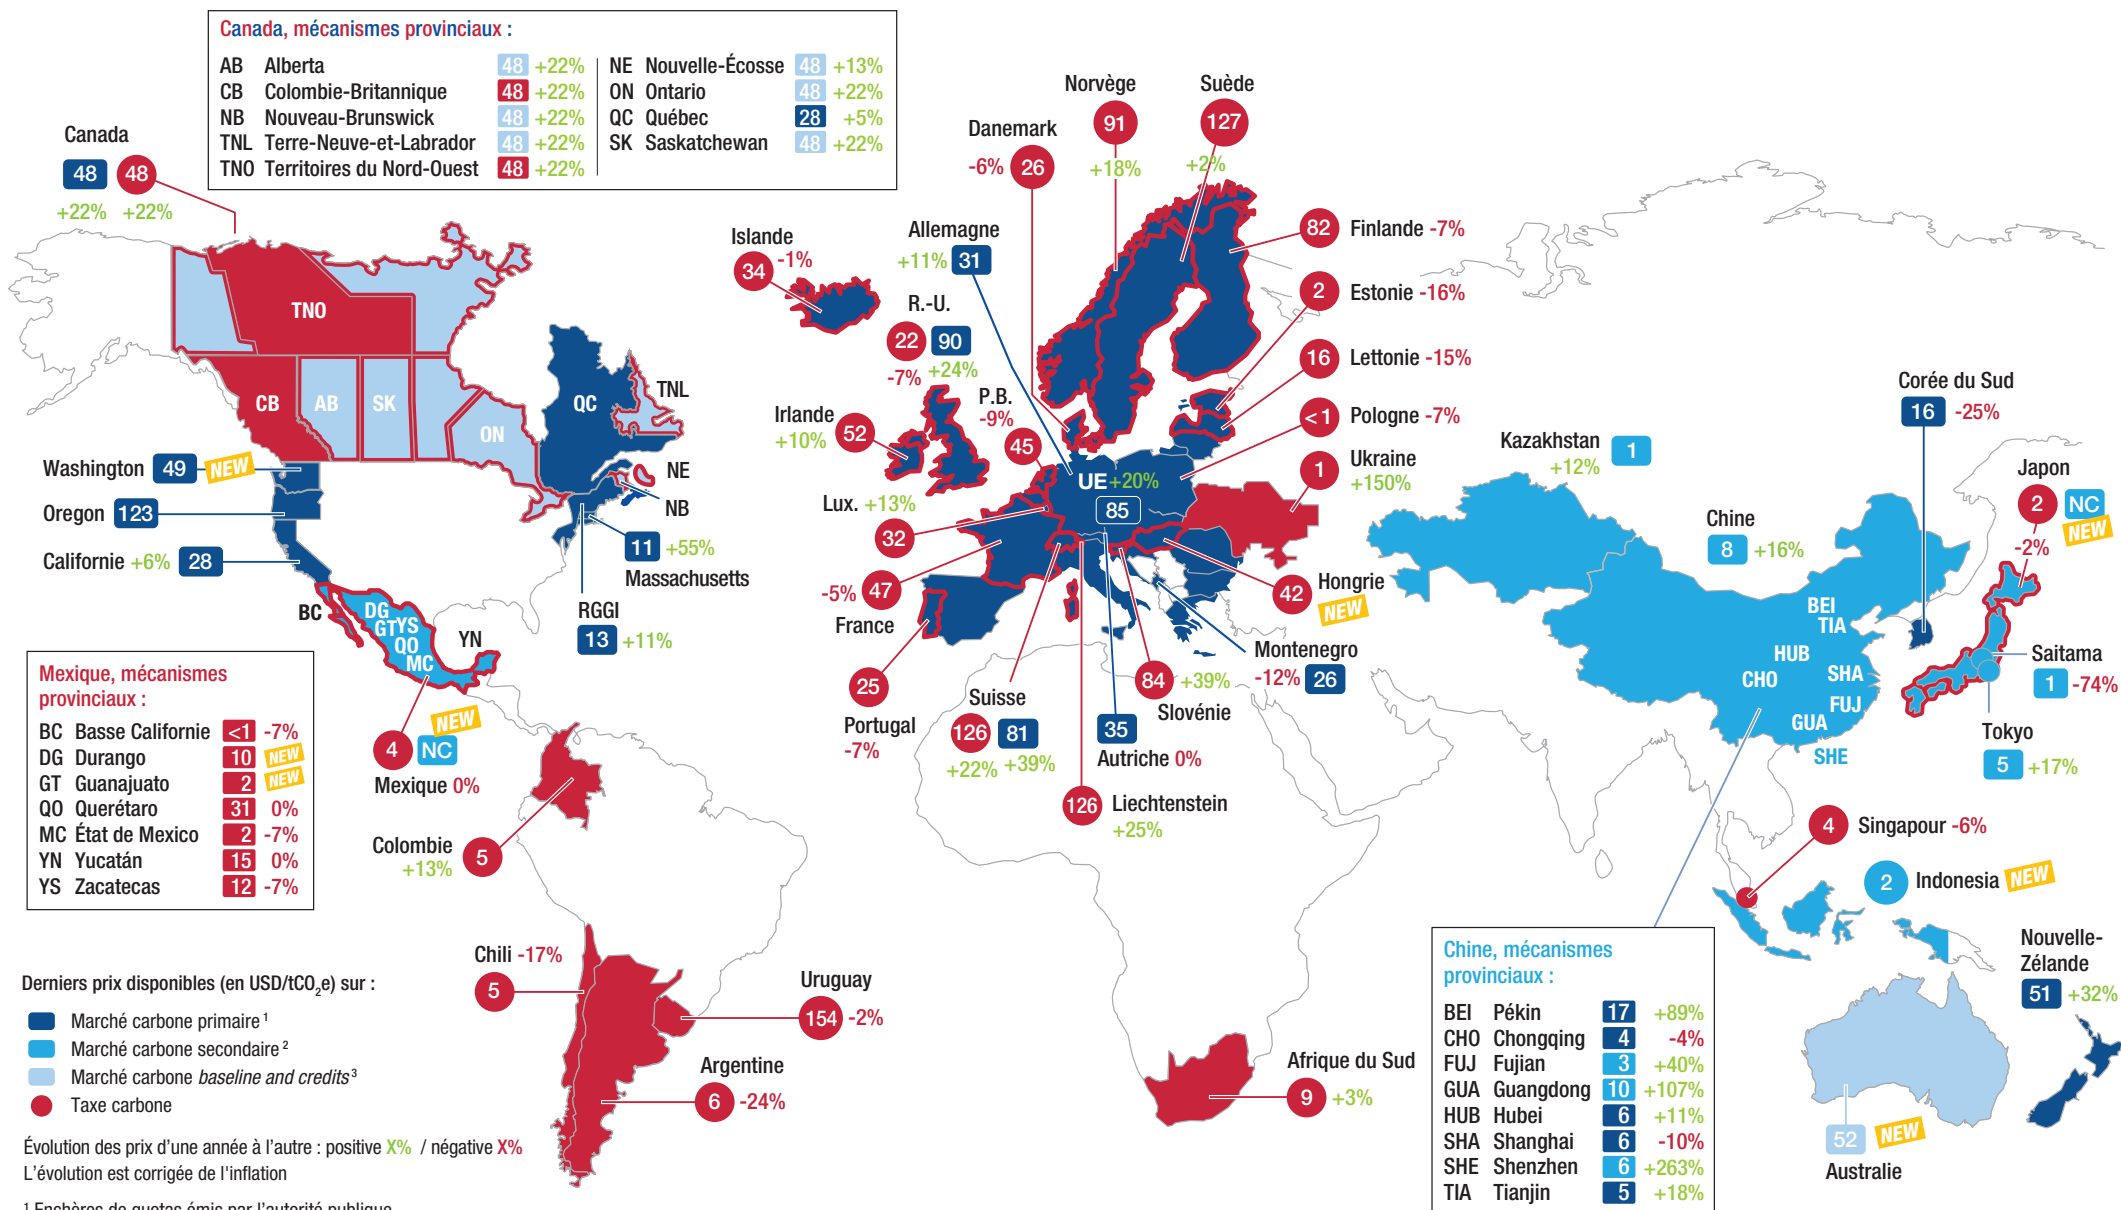 Canada, mécanismes provinciaux :
AB Alberta 48 +22%
CB Colombie-Britannique 48 +22%
NB Nouveau-Brunswick 48 +22%
TNL Terre-Neuve-et-Labrador 48 +22%
TNO Territoires du Nord-Ouest 48 +22%
NE Nouvelle-Écosse 48 +13%
ON Ontario 48 +22%
QC Québec 28 +5%
SK Saskatchewan 48 +22%
Canada
48 48
+22% +22%
TNO
CB
AB
SK
ON
QC
TNL
NE
NB
Washington 49 NEW
Oregon 123
Californie +6% 28
11 +55%
Massachusetts
RGGI
13 +11%
BC
DG
GT
YS
QO
MC
YN
Mexique, mécanismes
provinciaux :
BC Basse Californie <1 -7%
DG Durango 10 NEW
GT Guanajuato 2 NEW
QO Querétaro 31 0%
MC État de Mexico 2 -7%
YN Yucatán 15 0%
YS Zacatecas 12 -7%
NEW
4 NC
Mexique 0%
Colombie
+13%
5
Chili -17%
5
Uruguay
154 -2%
Argentine
6 -24%
Norvège
91
+18%
Suède
127
+2%
Danemark
-6% 26
Allemagne
+11% 31
Islande
-1%
34
R.-U.
22 90
-7% +24%
Irlande
+10%
52
P.B.
-9%
45
Lux. +13%
32
-5% 47
France
25
Portugal
-7%
UE +20%
85
82 Finlande -7%
2 Estonie -16%
16 Lettonie -15%
<1 Pologne -7%
1 Ukraine
+150%
42 Hongrie
NEW
Montenegro
-12% 26
84 +39%
Slovénie
35
Autriche 0%
Suisse
126 81
+22% +39%
126 Liechtenstein
+25%
Afrique du Sud
9 +3%
Kazakhstan
+12% 1
Chine
8 +16%
Corée du Sud
16 -25%
Japon
2 NC
NEW
-2%
BEI
TIA
HUB
CHO
SHA
FUJ
GUA
SHE
Saitama
1 -74%
Tokyo
5 +17%
4 Singapour -6%
2 Indonesia NEW
Nouvelle-
Zélande
51 +32%
52 NEW
Australie
Chine, mécanismes
provinciaux :
BEI Pékin 17 +89%
CHO Chongqing 4 -4%
FUJ Fujian 3 +40%
GUA Guangdong 10 +107%
HUB Hubei 6 +11%
SHA Shanghai 6 -10%
SHE Shenzhen 6 +263%
TIA Tianjin 5 +18%
Derniers prix disponibles (en USD/tCO₂e) sur :
Marché carbone primaire ¹
Marché carbone secondaire ²
Marché carbone baseline and credits ³
Taxe carbone
Évolution des prix d'une année à l'autre : positive X% / négative X%
L'évolution est corrigée de l'inflation
¹ Enchères de quotas émis par l'autorité publique